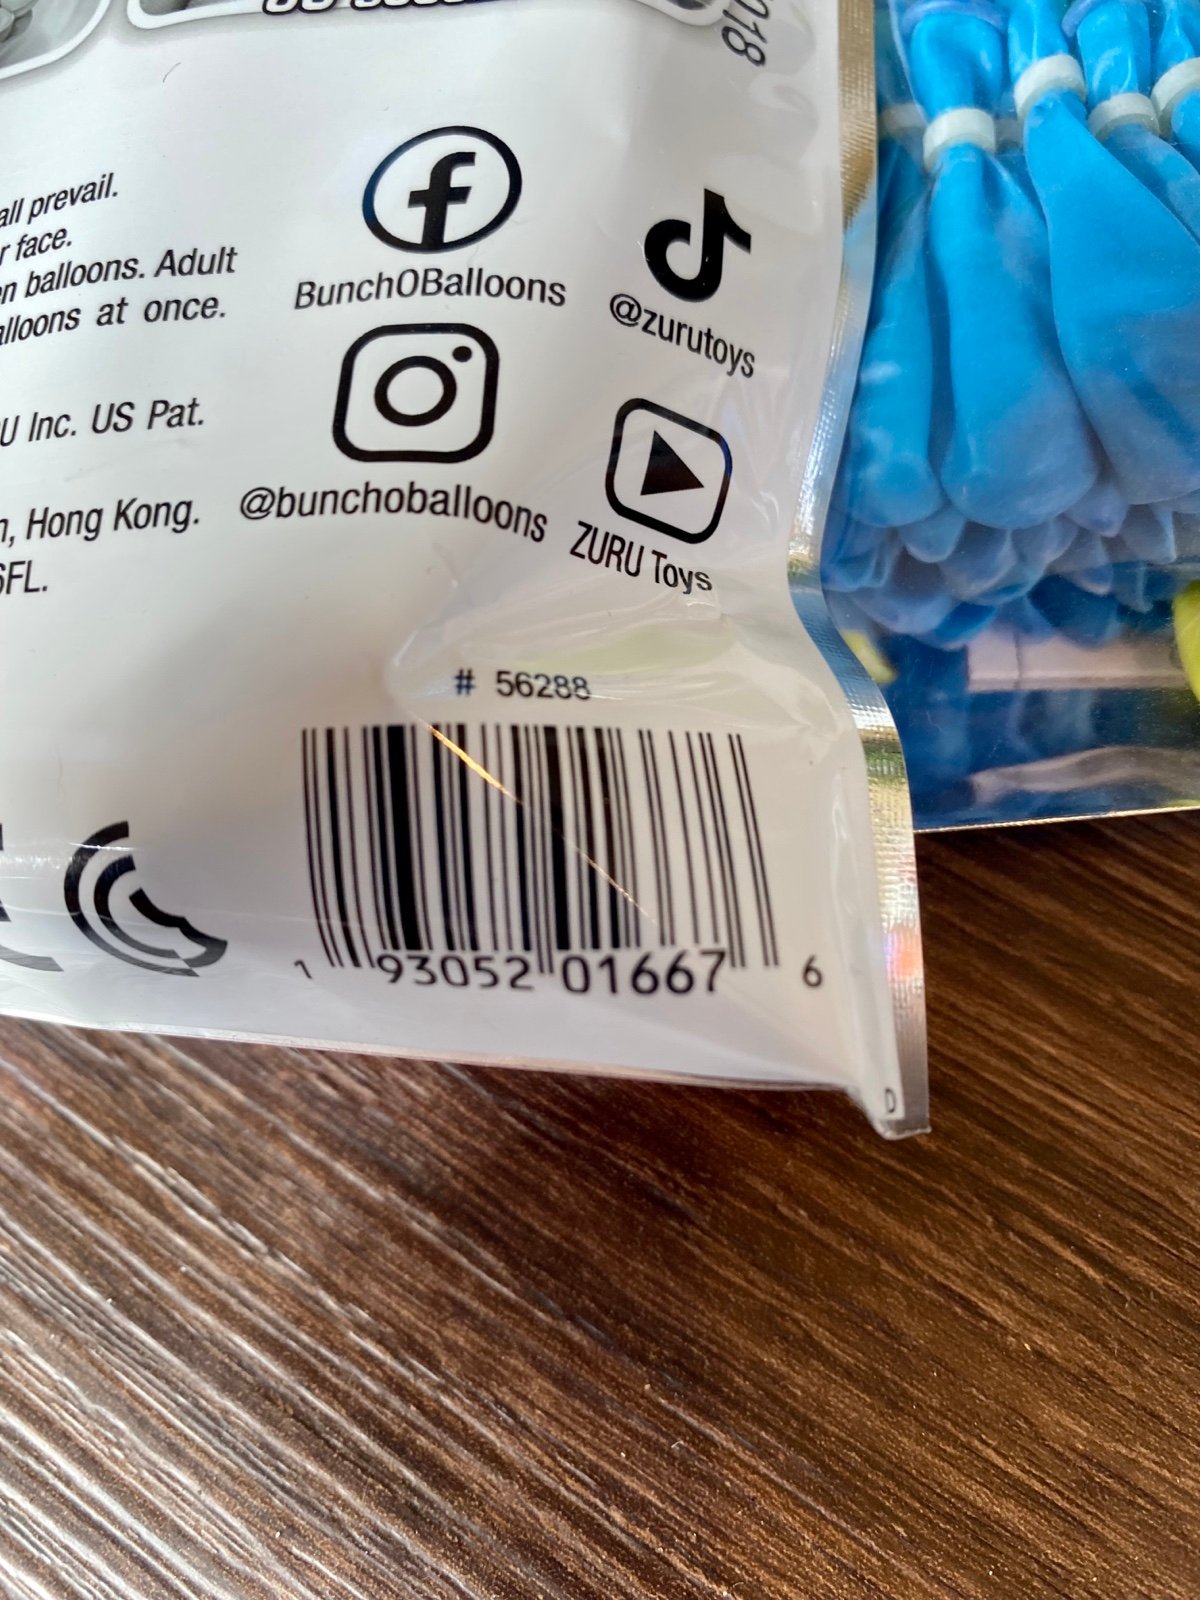 018
all prevail.
face.
balloons. Adult
at once.
Inc. US Pat.
Hong Kong.
BunchOBalloons
@zurutoys
@bunchoballoons
ZURU Toys
# 56288
1 93052 01667 6
D